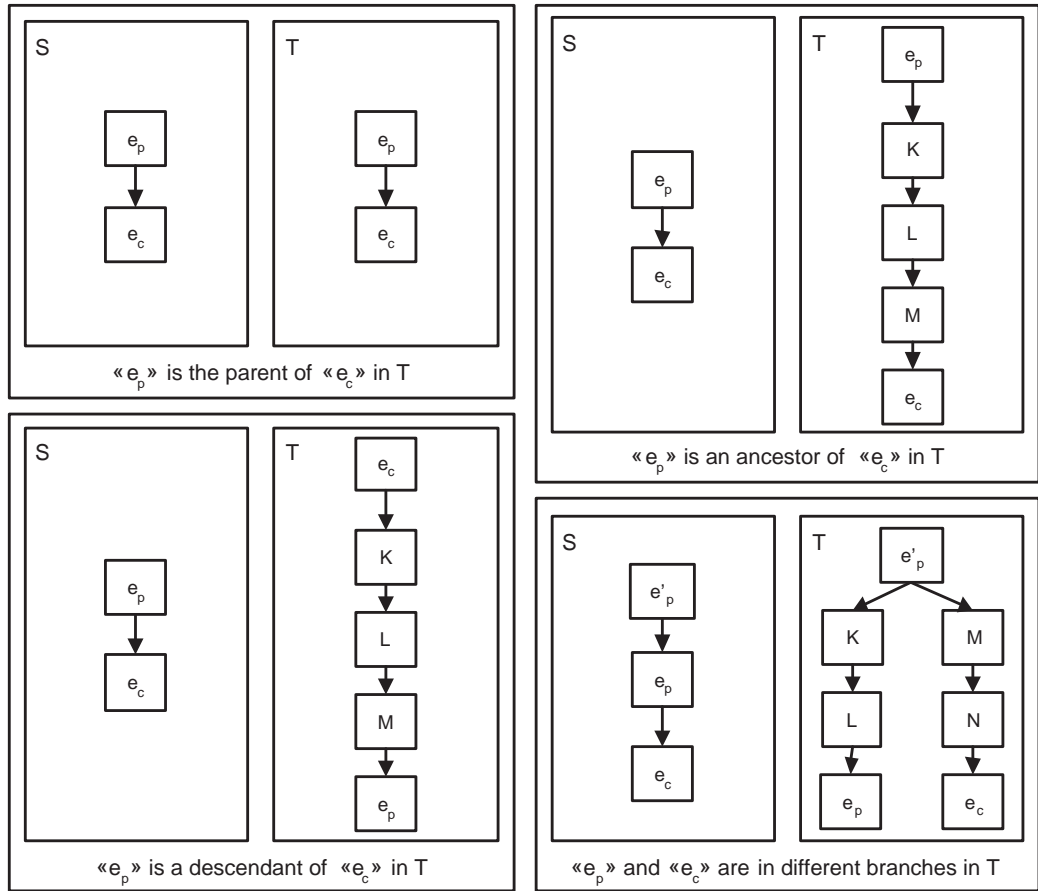 S
e_p
e_c
T
e_p
e_c
«e_p» is the parent of «e_c» in T
S
e_p
e_c
T
e_p
K
L
M
e_c
«e_p» is an ancestor of «e_c» in T
S
e_p
e_c
T
e_c
K
L
M
e_p
«e_p» is a descendant of «e_c» in T
S
e'_p
e_p
e_c
T
e'_p
K M
L N
e_p e_c
«e_p» and «e_c» are in different branches in T